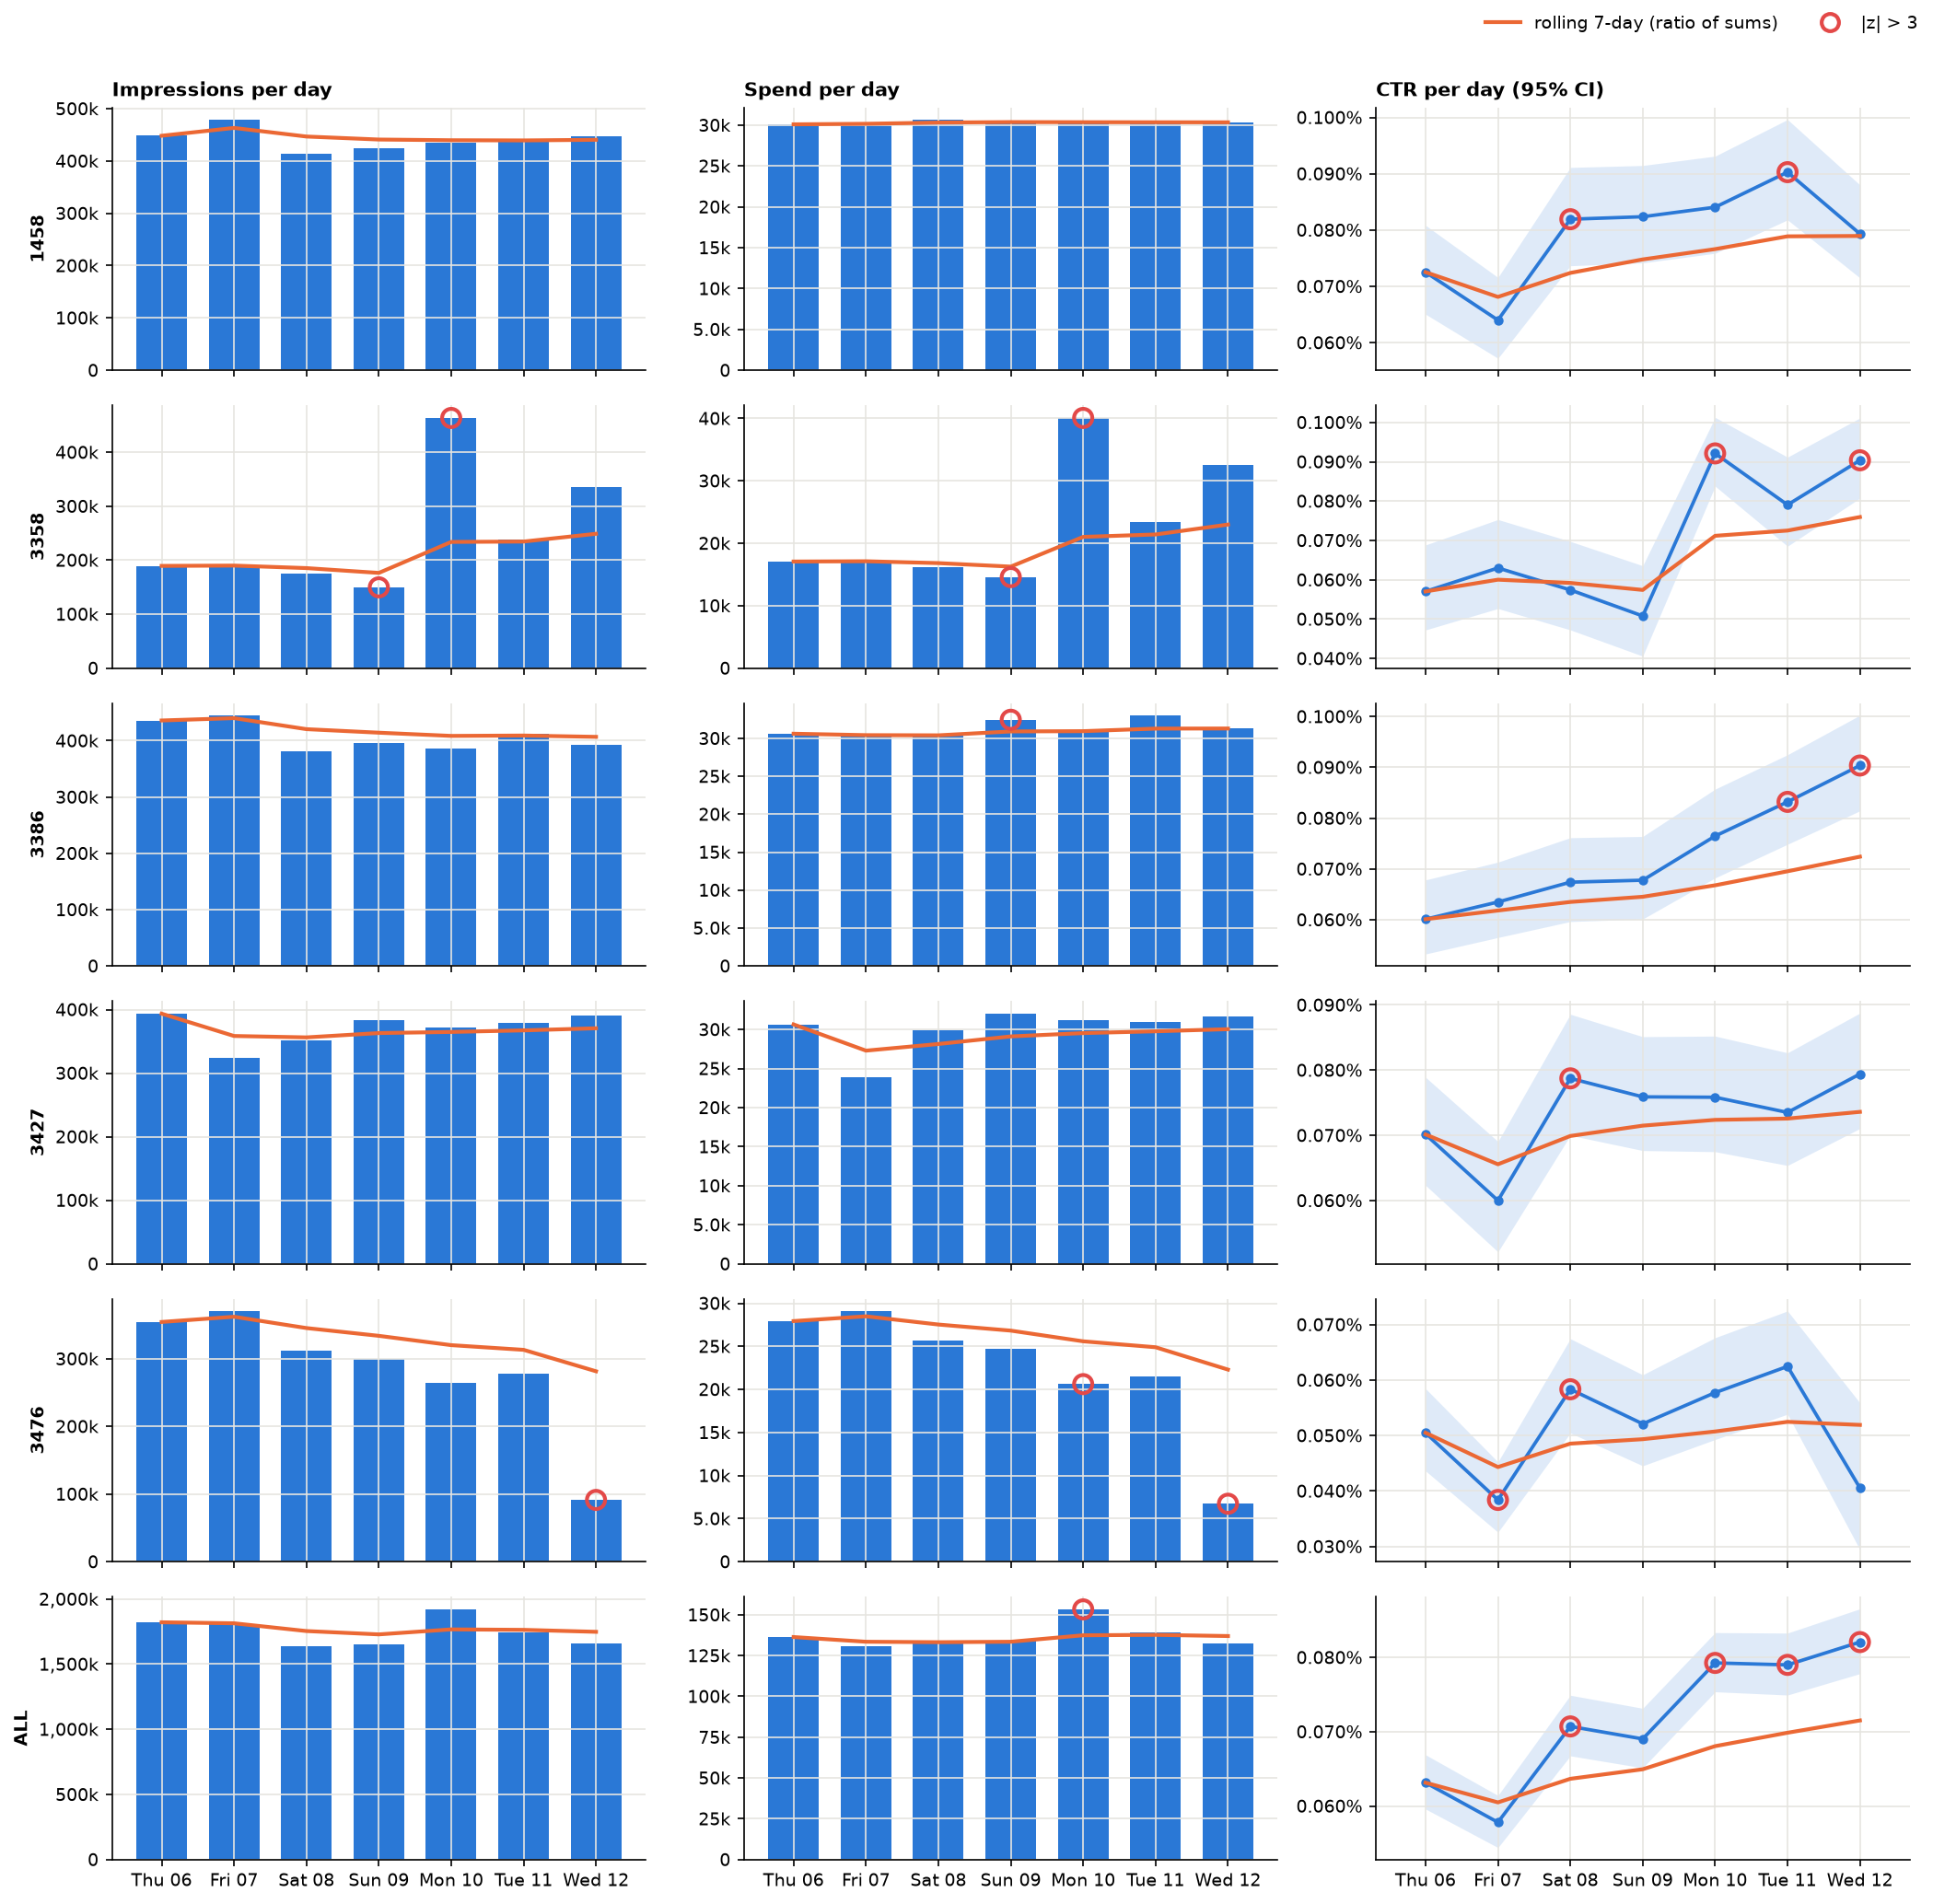 rolling 7-day (ratio of sums)
|z| > 3
Impressions per day
Spend per day
CTR per day (95% CI)
1458
500k
400k
300k
200k
100k
0
30k
25k
20k
15k
10k
5.0k
0
0.100%
0.090%
0.080%
0.070%
0.060%
3358
400k
300k
200k
100k
0
40k
30k
20k
10k
0
0.100%
0.090%
0.080%
0.070%
0.060%
0.050%
0.040%
3386
400k
300k
200k
100k
0
30k
25k
20k
15k
10k
5.0k
0
0.100%
0.090%
0.080%
0.070%
0.060%
3427
400k
300k
200k
100k
0
30k
25k
20k
15k
10k
5.0k
0
0.090%
0.080%
0.070%
0.060%
3476
300k
200k
100k
0
30k
25k
20k
15k
10k
5.0k
0
0.070%
0.060%
0.050%
0.040%
0.030%
ALL
2,000k
1,500k
1,000k
500k
0
150k
125k
100k
75k
50k
25k
0
0.080%
0.070%
0.060%
Thu 06 Fri 07 Sat 08 Sun 09 Mon 10 Tue 11 Wed 12
Thu 06 Fri 07 Sat 08 Sun 09 Mon 10 Tue 11 Wed 12
Thu 06 Fri 07 Sat 08 Sun 09 Mon 10 Tue 11 Wed 12